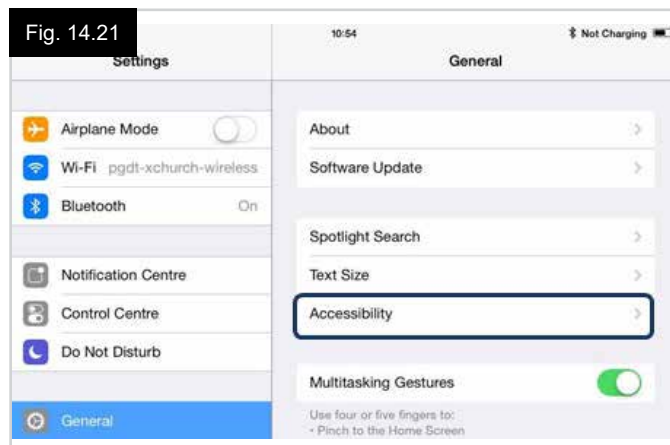 Fig. 14.21
10:54
Not Charging
Settings
General
Airplane Mode
Wi-Fi pgdt-xchurch-wireless
Bluetooth On
Notification Centre
Control Centre
Do Not Disturb
General
About
Software Update
Spotlight Search
Text Size
Accessibility
Multitasking Gestures
Use four or five fingers to:
- Pinch to the Home Screen